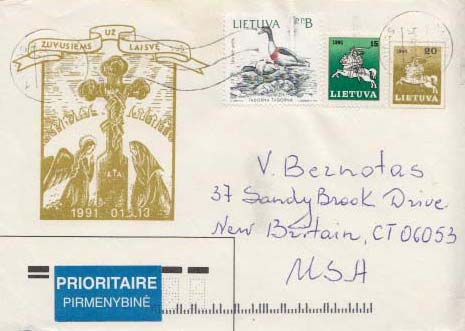 ŽUVUSIEMS UŽ LAISVĘ
1991 01.13
LIETUVA
TADORNA TADORNA
1991 15
LIETUVA
1991 20
LIETUVA
V. Beznotas
37 Sandy Brook Drive
New Britain, CT 06053
USA
PRIORITAIRE
PIRMENYBINĖ